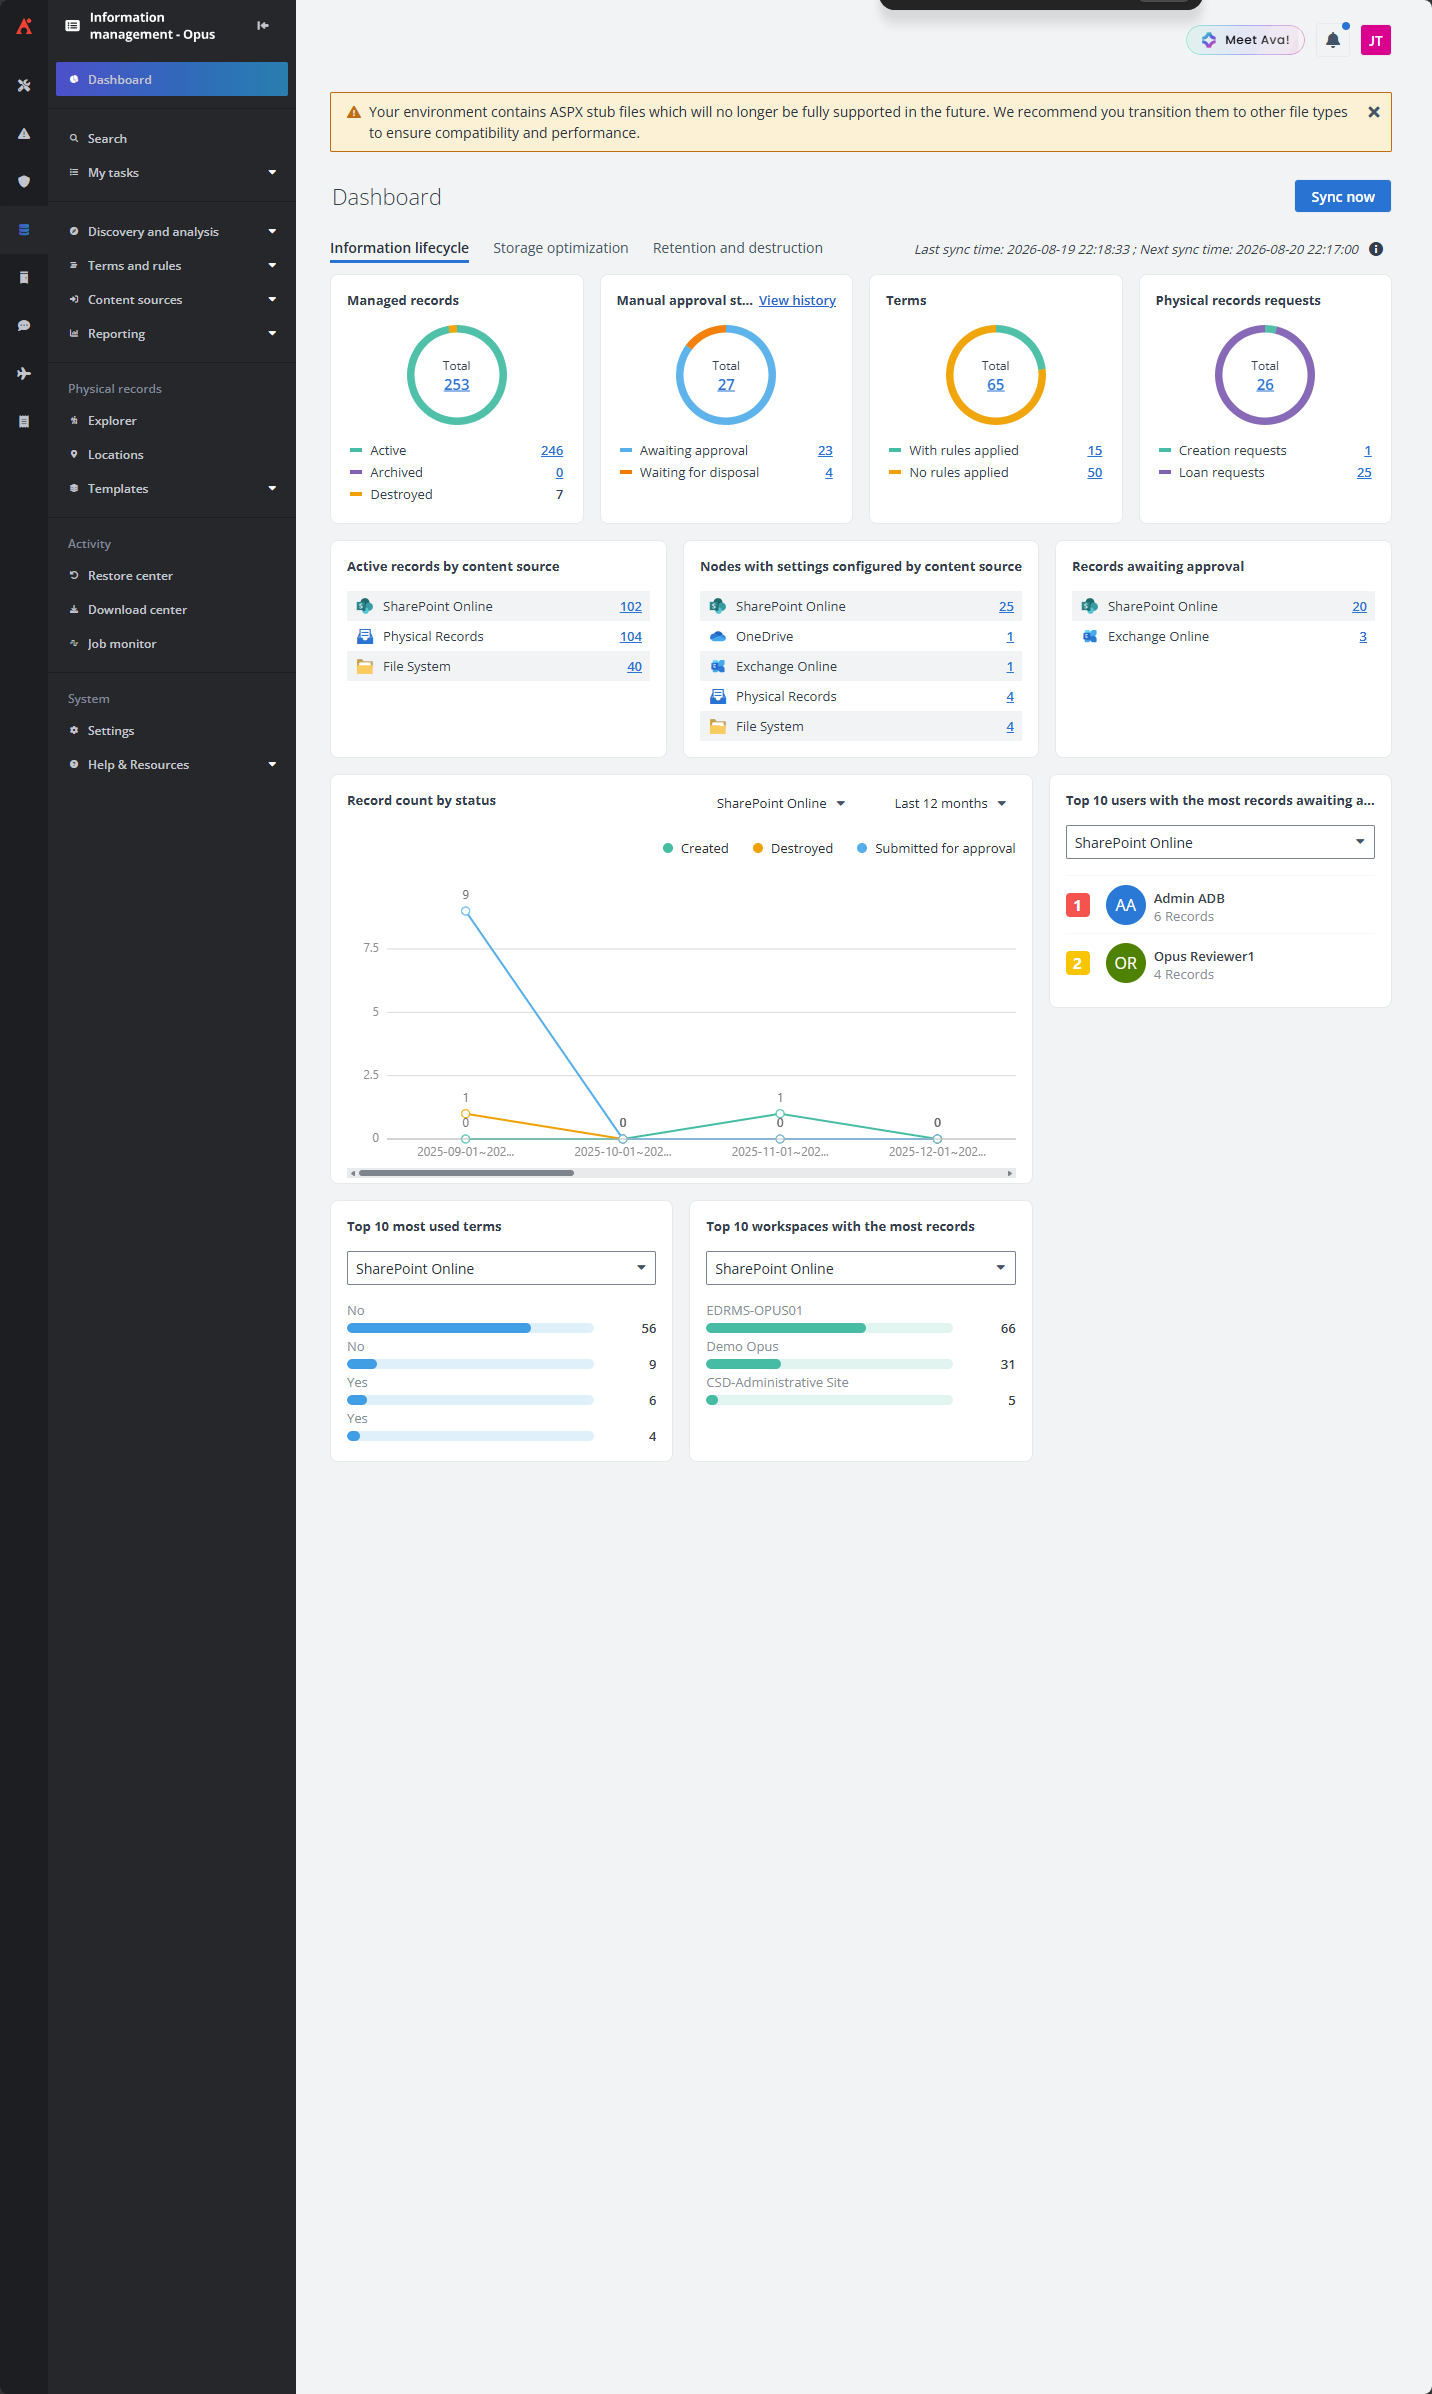 Information
management - Opus
Dashboard
Search
My tasks
Discovery and analysis
Terms and rules
Content sources
Reporting
Physical records
Explorer
Locations
Templates
Activity
Restore center
Download center
Job monitor
System
Settings
Help & Resources
Meet Ava!
JT
Your environment contains ASPX stub files which will no longer be fully supported in the future. We recommend you transition them to other file types
to ensure compatibility and performance.
Dashboard
Sync now
Information lifecycle Storage optimization Retention and destruction Last sync time: 2026-08-19 22:18:33 ; Next sync time: 2026-08-20 22:17:00
Managed records
Total
253
Active 246
Archived 0
Destroyed 7
Manual approval st... View history
Total
27
Awaiting approval 23
Waiting for disposal 4
Terms
Total
65
With rules applied 15
No rules applied 50
Physical records requests
Total
26
Creation requests 1
Loan requests 25
Active records by content source
SharePoint Online 102
Physical Records 104
File System 40
Nodes with settings configured by content source
SharePoint Online 25
OneDrive 1
Exchange Online 1
Physical Records 4
File System 4
Records awaiting approval
SharePoint Online 20
Exchange Online 3
Record count by status SharePoint Online Last 12 months
Created Destroyed Submitted for approval
9
7.5
5
2.5
1 1
0 0 0 0
0
2025-09-01~202... 2025-10-01~202... 2025-11-01~202... 2025-12-01~202...
Top 10 users with the most records awaiting a...
SharePoint Online
1 AA Admin ADB
6 Records
2 OR Opus Reviewer1
4 Records
Top 10 most used terms
SharePoint Online
No
56
No
9
Yes
6
Yes
4
Top 10 workspaces with the most records
SharePoint Online
EDRMS-OPUS01
66
Demo Opus
31
CSD-Administrative Site
5